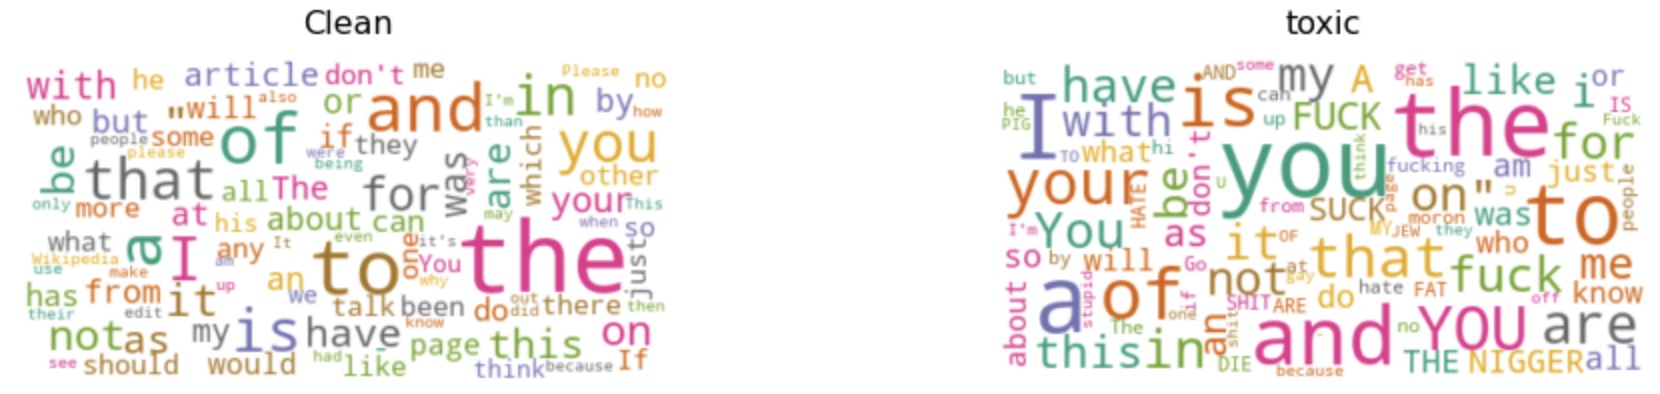 Clean
with he article don't me Please no
who but " will also or and I'm in by how
people some of if they than you
please were being
be that all The for was very are which other
only more at his about can may your This
what a I any It even one it's You the when so
Wikipedia am an to why just
use make up we
has from it talk been do out did there then
their edit
not as my is have know page this on
see should would had like think because If
toxic
but have is AND some my A get has like i or
he PIG I with can up FUCK the his IS Fuck
TO what hi you think for
your be don't U fucking am just
HATE from SUCK page on " u to people
I'm You as it OF MY JEW moron they was who
so by will Go not at gay that fuck me
about a stupid of if SHIT ARE do hate FAT off know
The one an shit and no YOU are
this in DIE because THE NIGGER all